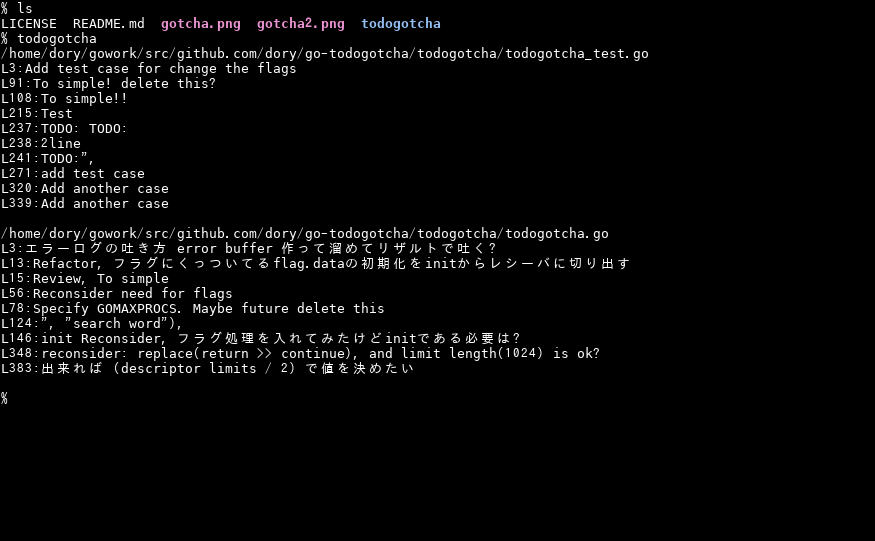 % ls
LICENSE  README.md  gotcha.png  gotcha2.png  todogotcha
% todogotcha
/home/dory/gowork/src/github.com/dory/go-todogotcha/todogotcha/todogotcha_test.go
L3:Add test case for change the flags
L91:To simple! delete this?
L108:To simple!!
L215:Test
L237:TODO: TODO:
L238:2line
L241:TODO:",
L271:add test case
L320:Add another case
L339:Add another case

/home/dory/gowork/src/github.com/dory/go-todogotcha/todogotcha/todogotcha.go
L3:エラーログの吐き方 error buffer 作って溜めてリザルトで吐く?
L13:Refactor, フラグにくっついてるflag.dataの初期化をinitからレシーバに切り出す
L15:Review, To simple
L56:Reconsider need for flags
L78:Specify GOMAXPROCS. Maybe future delete this
L124:", "search word"),
L146:init Reconsider, フラグ処理を入れてみたけどinitである必要は?
L348:reconsider: replace(return >> continue), and limit length(1024) is ok?
L383:出来れば (descriptor limits / 2) で値を決めたい

%